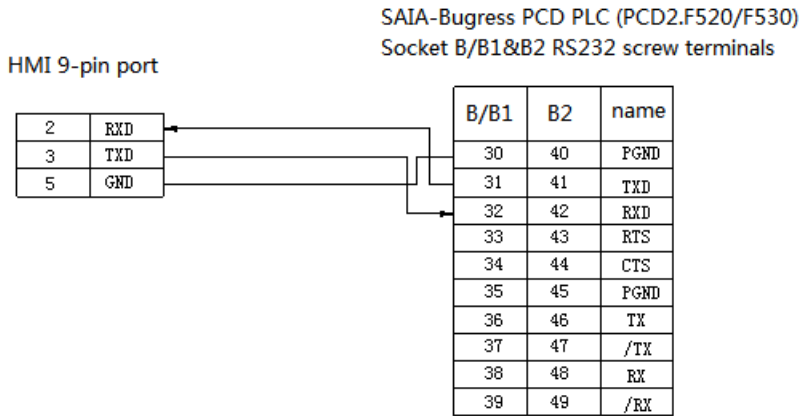 SAIA-Bugress PCD PLC (PCD2.F520/F530)
Socket B/B1&B2 RS232 screw terminals
HMI 9-pin port
2 RXD
3 TXD
5 GND
B/B1 B2 name
30 40 PGND
31 41 TXD
32 42 RXD
33 43 RTS
34 44 CTS
35 45 PGND
36 46 TX
37 47 /TX
38 48 RX
39 49 /RX